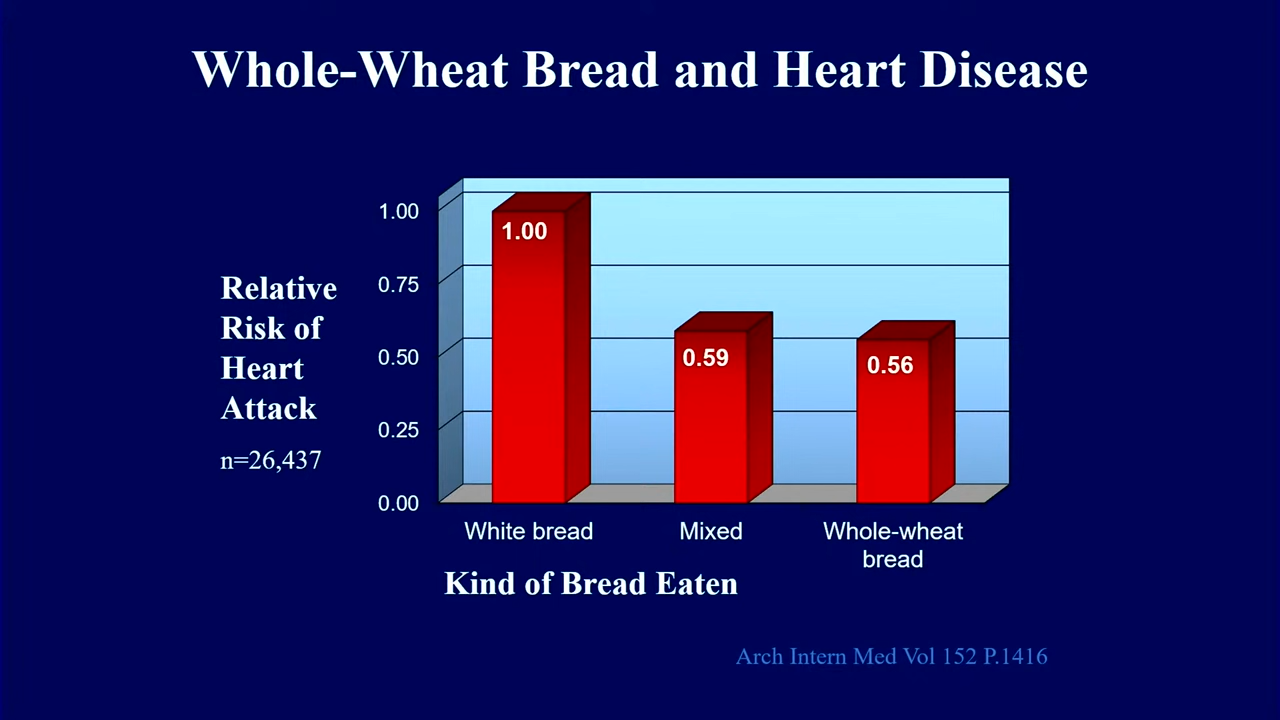 Whole-Wheat Bread and Heart Disease
Relative
Risk of
Heart
Attack
n=26,437
1.00
0.75
0.50
0.25
0.00
1.00
0.59
0.56
White bread
Mixed
Whole-wheat
bread
Kind of Bread Eaten
Arch Intern Med Vol 152 P.1416